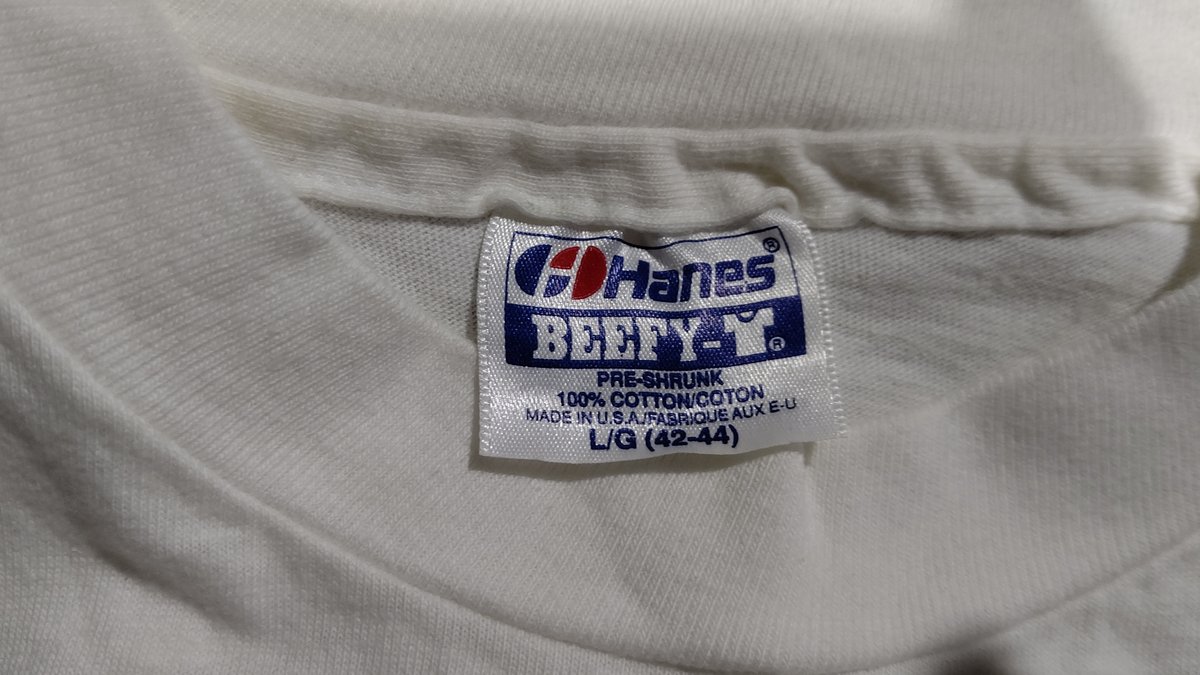 Hanes®
BEEFY-T®
PRE-SHRUNK
100% COTTON/COTON
MADE IN U.S.A./FABRIQUE AUX E-U
L/G (42-44)